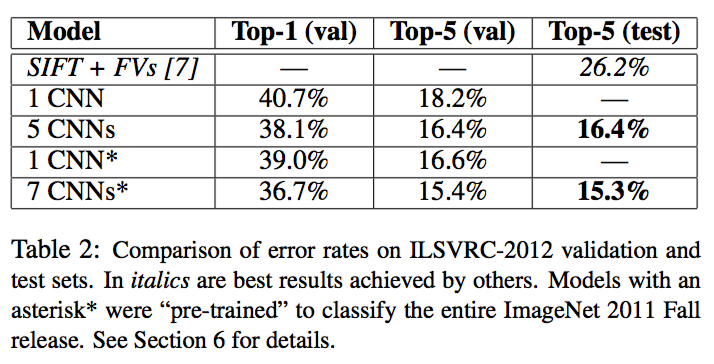 Model Top-1 (val) Top-5 (val) Top-5 (test)
SIFT + FVs [7] — — 26.2%
1 CNN 40.7% 18.2% —
5 CNNs 38.1% 16.4% 16.4%
1 CNN* 39.0% 16.6% —
7 CNNs* 36.7% 15.4% 15.3%
Table 2: Comparison of error rates on ILSVRC-2012 validation and
test sets. In italics are best results achieved by others. Models with an
asterisk* were “pre-trained” to classify the entire ImageNet 2011 Fall
release. See Section 6 for details.